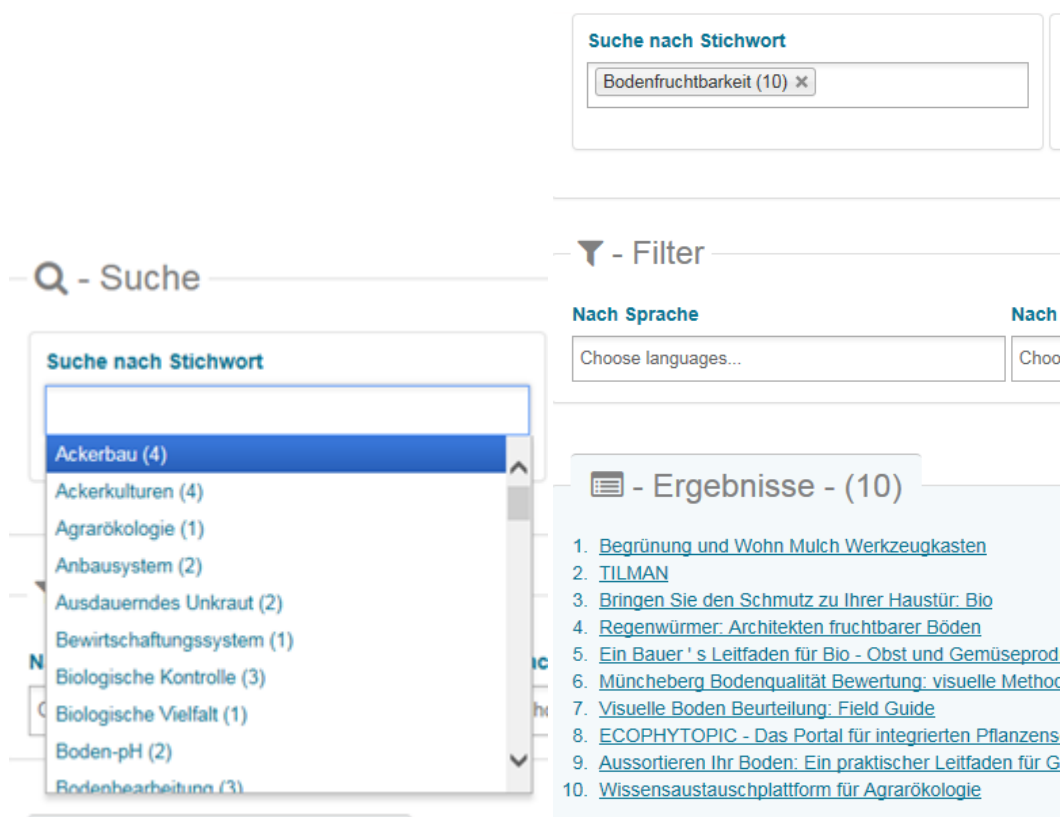 - Suche
Suche nach Stichwort
Ackerbau (4)
Ackerkulturen (4)
Agrarökologie (1)
Anbausystem (2)
Ausdauerndes Unkraut (2)
Bewirtschaftungssystem (1)
Biologische Kontrolle (3)
Biologische Vielfalt (1)
Boden-pH (2)
Bodenbearbeitung (3)
Suche nach Stichwort
Bodenfruchtbarkeit (10) ×
- Filter
Nach Sprache Nach
Choose languages... Choo
- Ergebnisse - (10)
1. Begrünung und Wohn Mulch Werkzeugkasten
2. TILMAN
3. Bringen Sie den Schmutz zu Ihrer Haustür: Bio
4. Regenwürmer: Architekten fruchtbarer Böden
5. Ein Bauer ' s Leitfaden für Bio - Obst und Gemüseprod
6. Müncheberg Bodenqualität Bewertung: visuelle Method
7. Visuelle Boden Beurteilung: Field Guide
8. ECOPHYTOPIC - Das Portal für integrierten Pflanzens
9. Aussortieren Ihr Boden: Ein praktischer Leitfaden für G
10. Wissensaustauschplattform für Agrarökologie